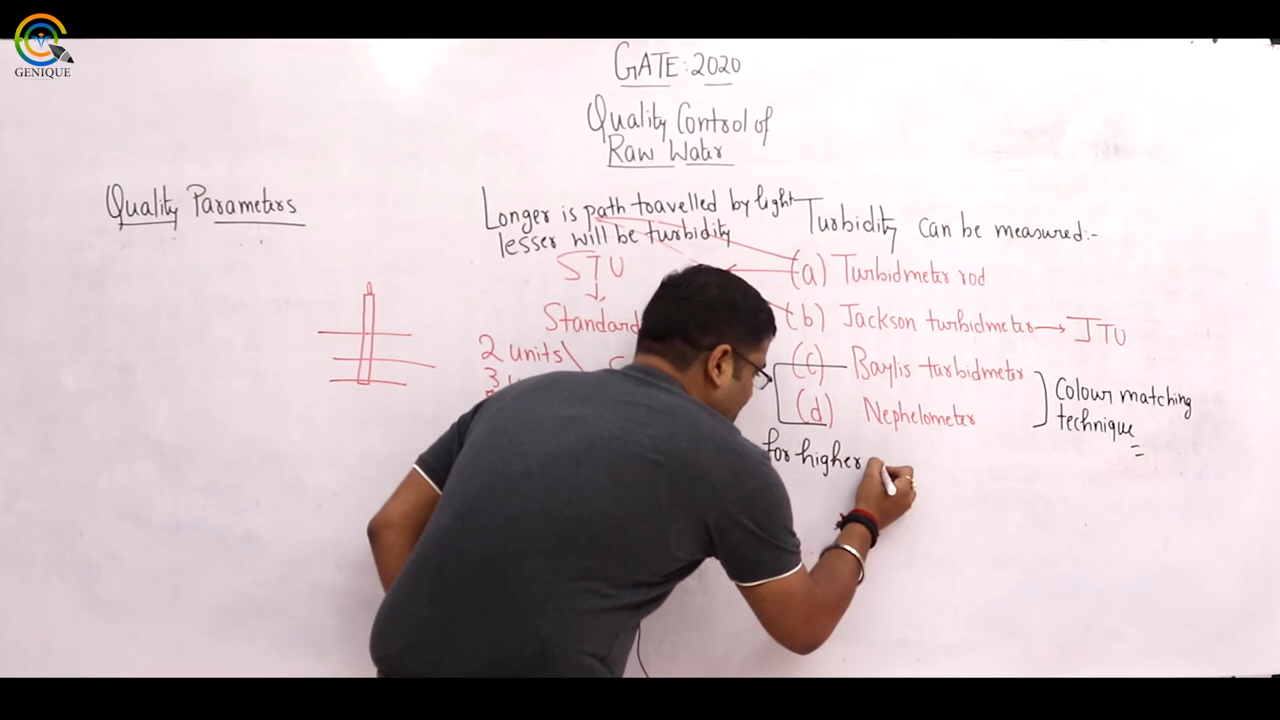 GENIQUE
GATE: 2020
Quality Control of
Raw Water
Quality Parameters
Longer is path travelled by light
lesser will be turbidity
STU
Standard
2 units
3
Turbidity can be measured:-
(a) Turbidmeter rod
(b) Jackson turbidmeter → JTU
(c) Baylis turbidmeter
(d) Nephelometer
Colour matching
technique
for higher